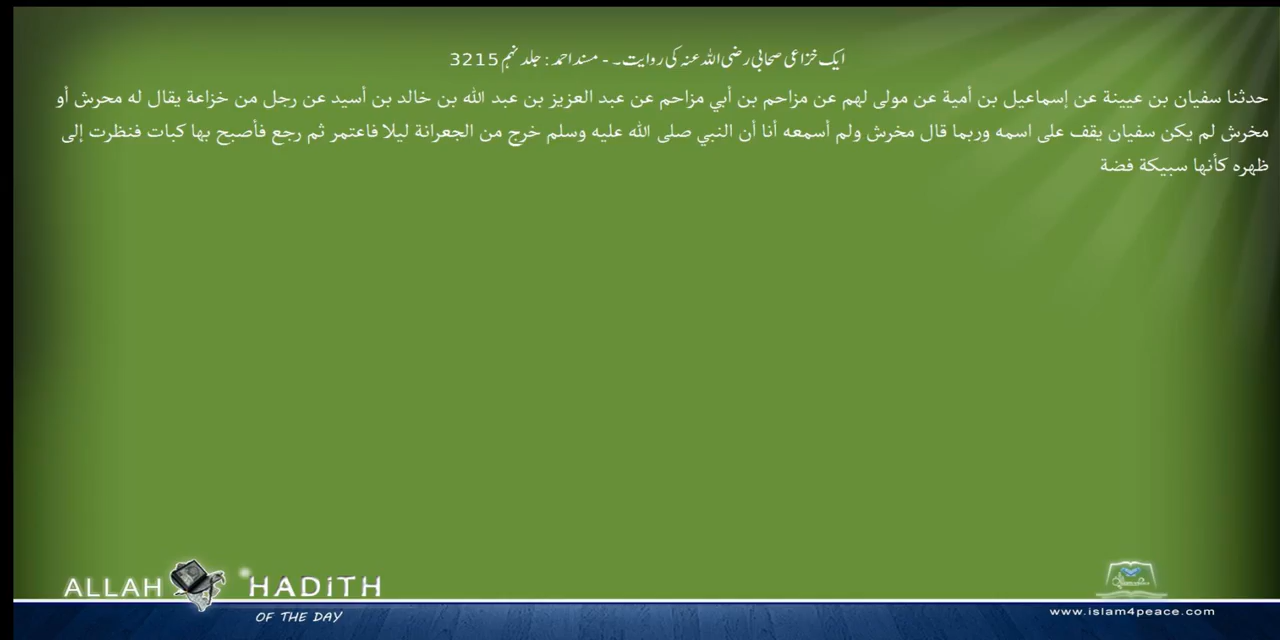 ایک خزاعی صحابی رضی اللہ عنہ کی روایت۔ - مسند احمد: جلد نہم 3215
حدثنا سفيان بن عيينة عن إسماعيل بن أمية عن مولى لهم عن مزاحم بن أبي مزاحم عن عبد العزيز بن عبد الله بن خالد بن أسيد عن رجل من خزاعة يقال له محرش أو
مخرش لم يكن سفيان يقف على اسمه وربما قال مخرش ولم أسمعه أنا أن النبي صلى الله عليه وسلم خرج من الجعرانة ليلا فاعتمر ثم رجع فأصبح بها كبات فنظرت إلى
ظهره كأنها سبيكة فضة
ALLAH HADITH
OF THE DAY
www.islam4peace.com